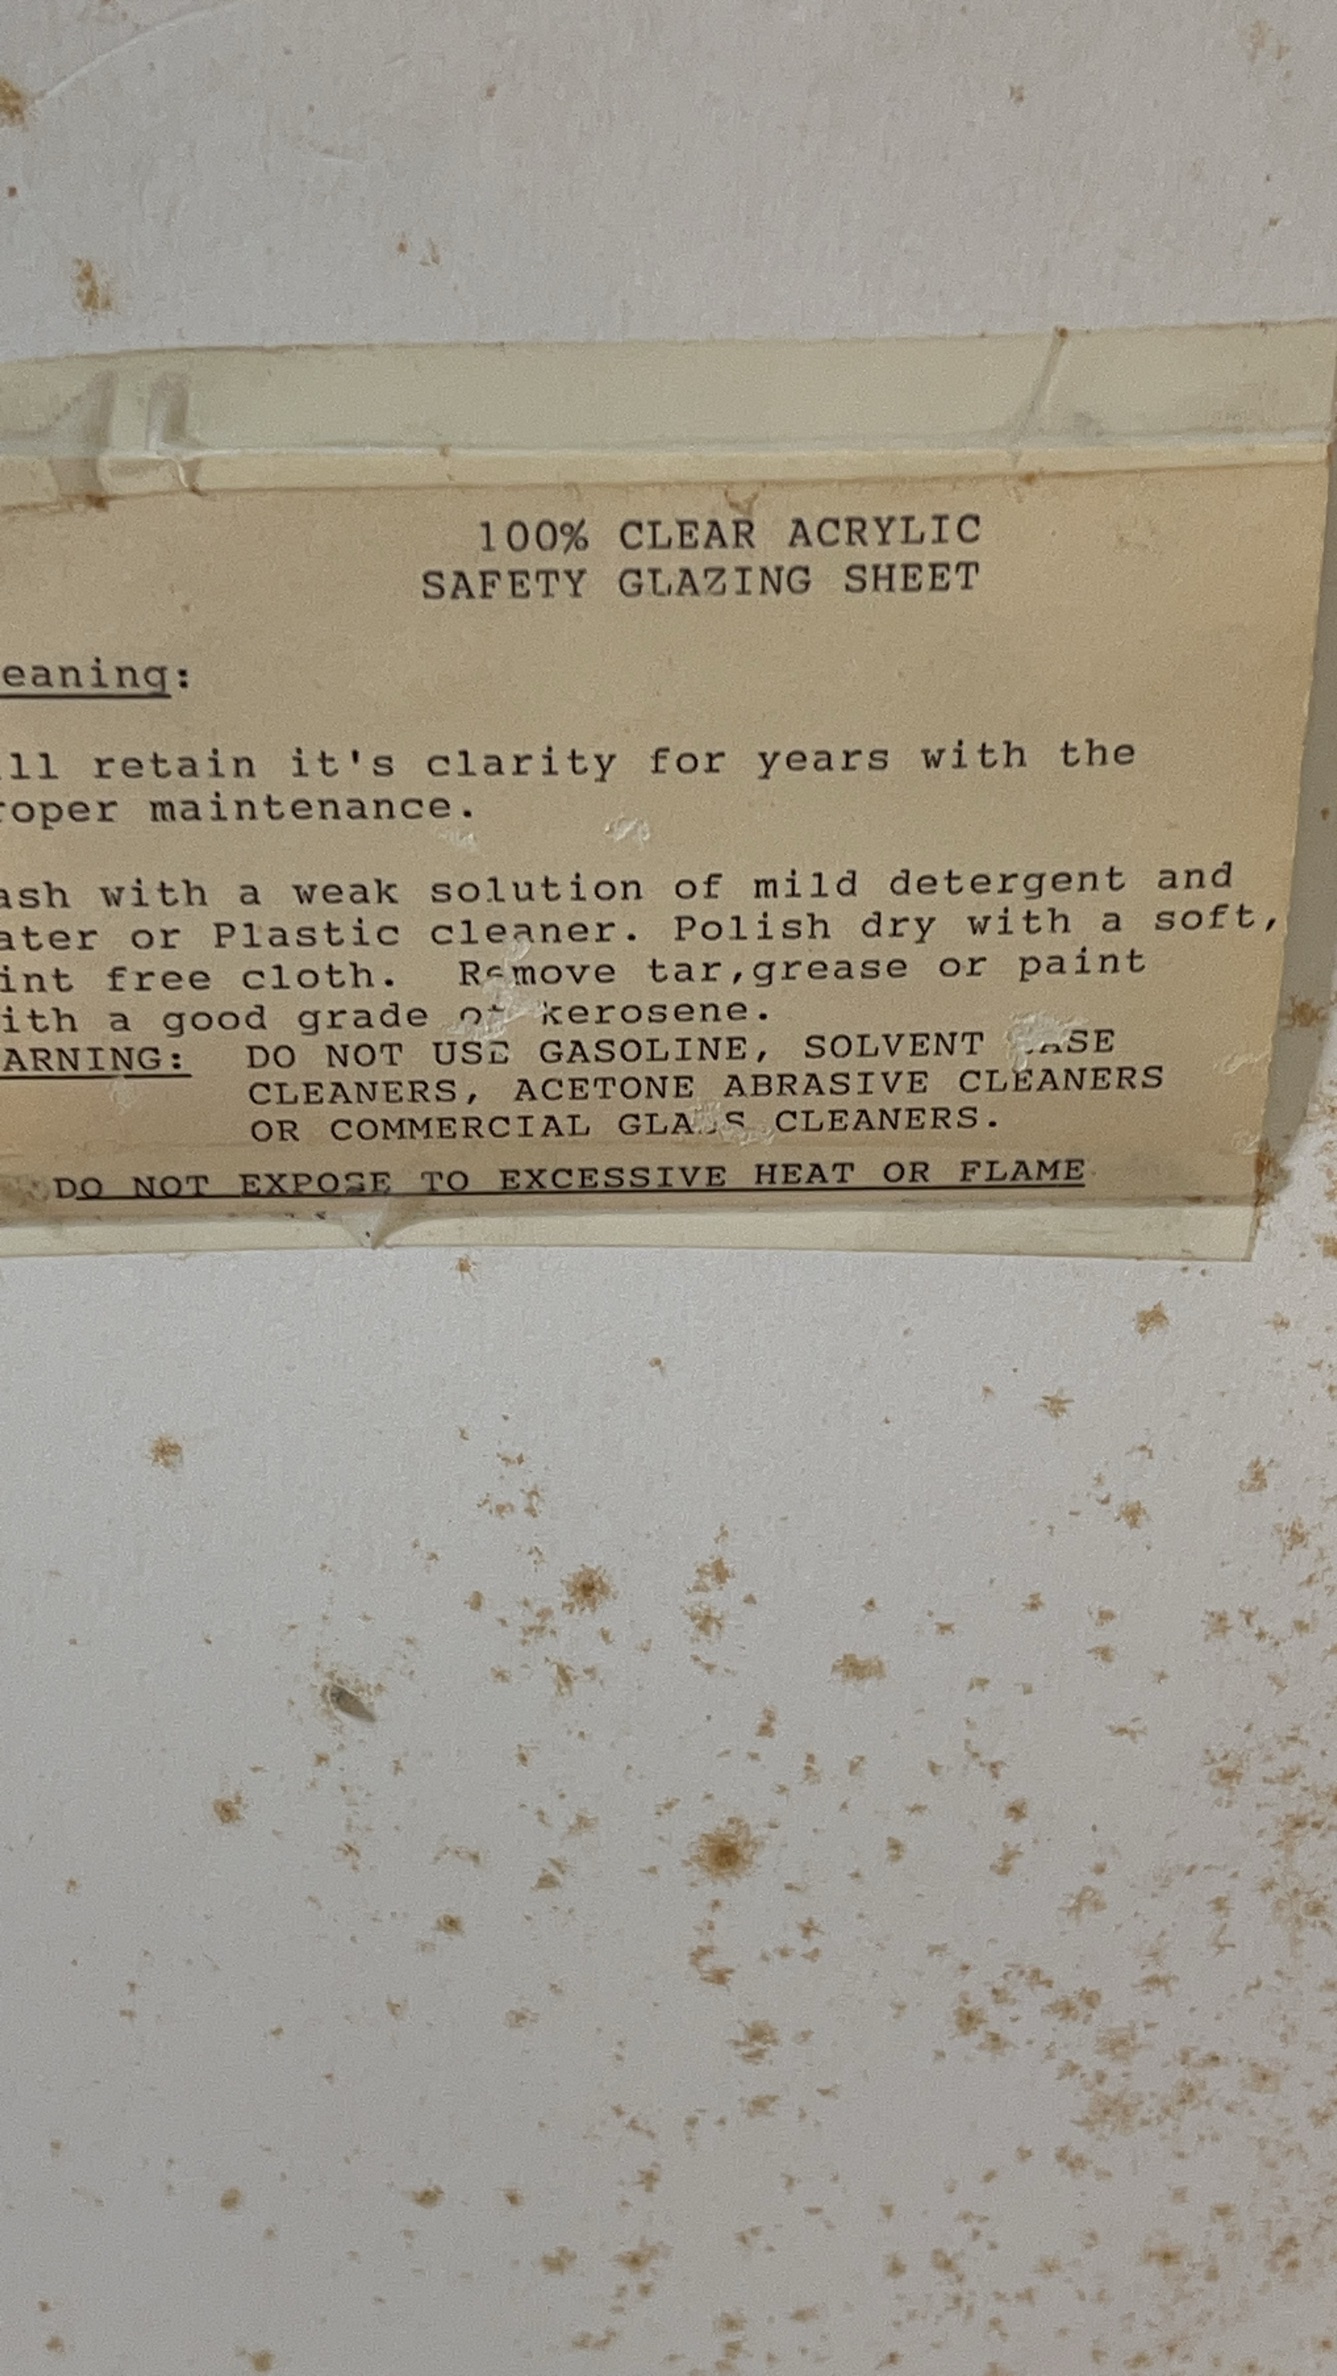 100% CLEAR ACRYLIC
SAFETY GLAZING SHEET
eaning:
ll retain it's clarity for years with the
roper maintenance.
ash with a weak solution of mild detergent and
ater or Plastic cleaner. Polish dry with a soft,
int free cloth. Remove tar,grease or paint
ith a good grade of kerosene.
ARNING: DO NOT USE GASOLINE, SOLVENT
CLEANERS, ACETONE ABRASIVE CLEANERS
OR COMMERCIAL GLASS CLEANERS.
DO NOT EXPOSE TO EXCESSIVE HEAT OR FLAME